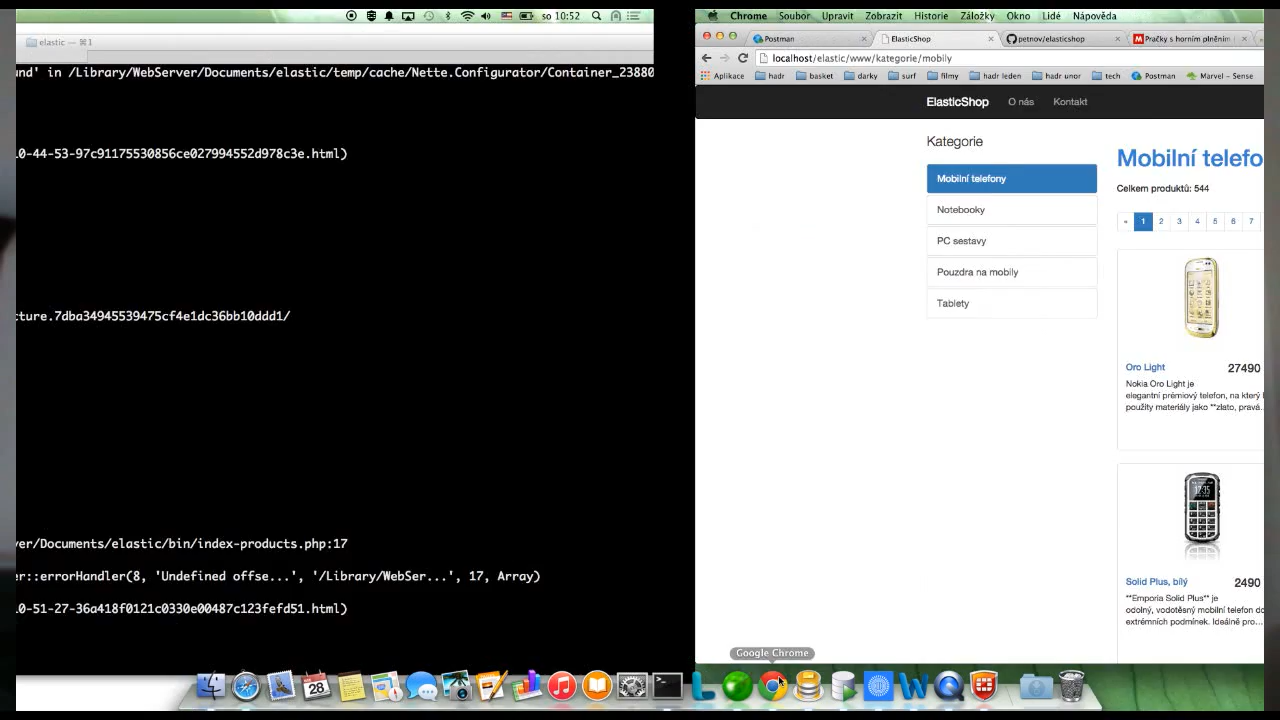 so 10:52
elastic — ⌘1
und' in /Library/WebServer/Documents/elastic/temp/cache/Nette.Configurator/Container_23880
10-44-53-97c91175530856ce027994552d978c3e.html)
cture.7dba34945539475cf4e1dc36bb10ddd1/
ver/Documents/elastic/bin/index-products.php:17
er::errorHandler(8, 'Undefined offse...', '/Library/WebSer...', 17, Array)
10-51-27-36a418f0121c0330e00487c123fefd51.html)
Chrome Soubor Upravit Zobrazit Historie Záložky Okno Lidé Nápověda
Postman ElasticShop petnov/elasticshop Pračky s horním plněním
localhost/elastic/www/kategorie/mobily
Aplikace hadr basket darky surf filmy hadr leden hadr unor tech Postman Marvel - Sense
ElasticShop O nás Kontakt
Kategorie
Mobilní telefony
Notebooky
PC sestavy
Pouzdra na mobily
Tablety
Mobilní telefo
Celkem produktů: 544
« 1 2 3 4 5 6 7
Oro Light 27490
Nokia Oro Light je
elegantní prémiový telefon, na který
použity materiály jako **zlato, pravá
12:35
Solid Plus, bílý 2490
**Emporia Solid Plus** je
odolný, vodotěsný mobilní telefon do
extrémních podmínek. Ideálně pro...
Google Chrome
28